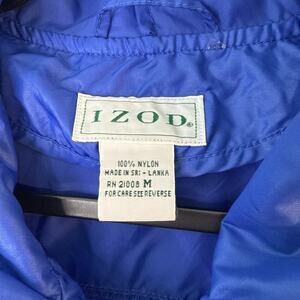 IZOD®
100% NYLON
MADE IN SRI - LANKA
RN 21008 M
FOR CARE SEE REVERSE